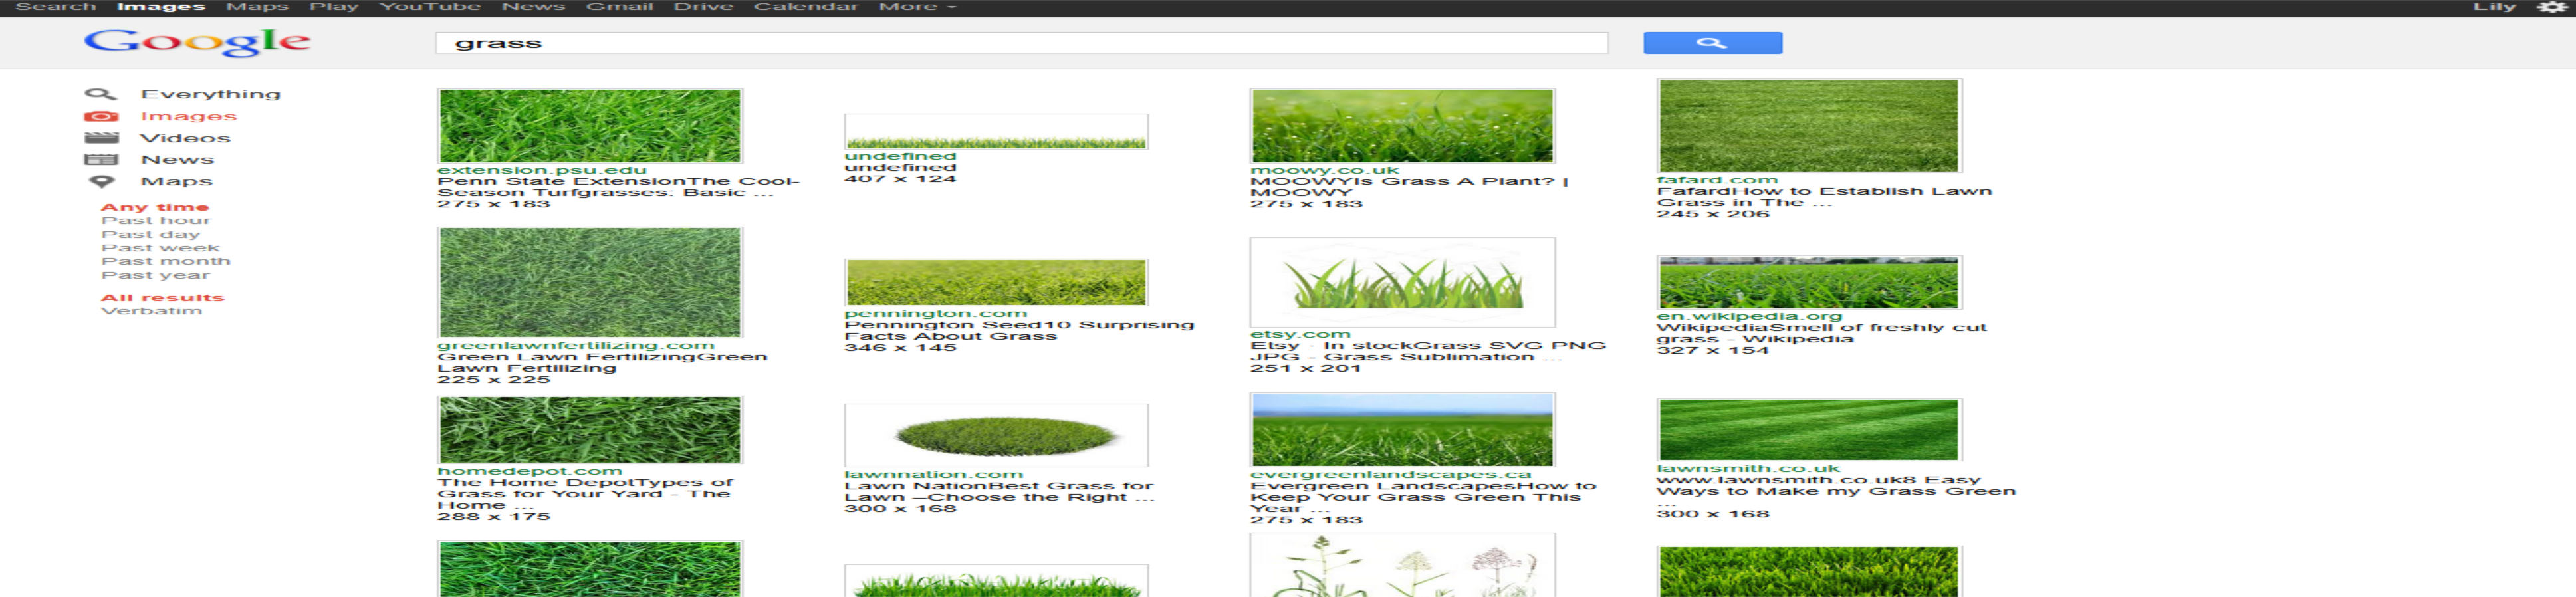 Search Images Maps Play YouTube News Gmail Drive Calendar More Lily
Google
grass
Everything
Images
Videos
News
Maps
Any time
Past hour
Past day
Past week
Past month
Past year
All results
Verbatim
extension.psu.edu
Penn State ExtensionThe Cool-
Season Turfgrasses: Basic ...
275 x 183
undefined
undefined
407 x 124
moowy.co.uk
MOOWYIs Grass A Plant? |
MOOWY
275 x 183
fafard.com
FafardHow to Establish Lawn
Grass in The ...
245 x 206
greenlawnfertilizing.com
Green Lawn FertilizingGreen
Lawn Fertilizing
225 x 225
pennington.com
Pennington Seed10 Surprising
Facts About Grass
346 x 145
etsy.com
Etsy · In stockGrass SVG PNG
JPG - Grass Sublimation ...
251 x 201
en.wikipedia.org
WikipediaSmell of freshly cut
grass - Wikipedia
327 x 154
homedepot.com
The Home DepotTypes of
Grass for Your Yard - The
Home ...
288 x 175
lawnnation.com
Lawn NationBest Grass for
Lawn –Choose the Right ...
300 x 168
evergreenlandscapes.ca
Evergreen LandscapesHow to
Keep Your Grass Green This
Year ...
275 x 183
lawnsmith.co.uk
www.lawnsmith.co.uk8 Easy
Ways to Make my Grass Green
...
300 x 168